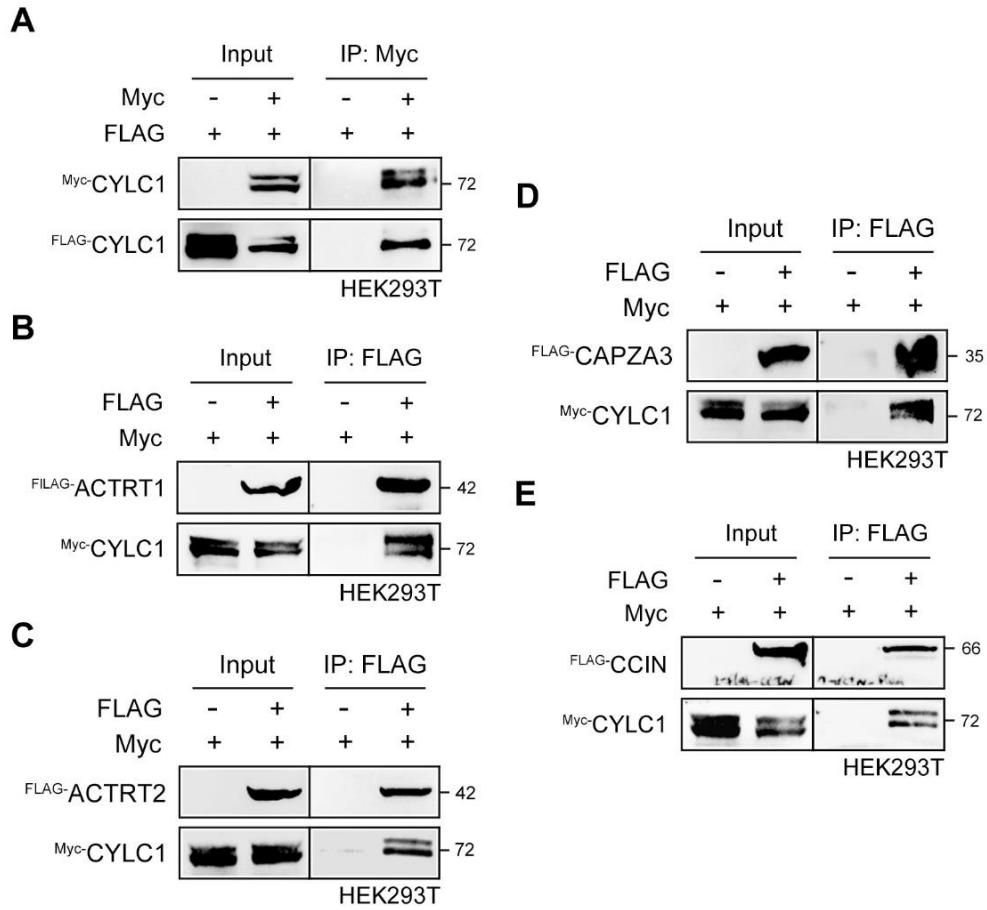 A
Input IP: Myc
Myc - + - +
FLAG + + + +
Myc-CYLC1 72
FLAG-CYLC1 72
HEK293T
B
Input IP: FLAG
FLAG - + - +
Myc + + + +
FILAG-ACTRT1 42
Myc-CYLC1 72
HEK293T
C
Input IP: FLAG
FLAG - + - +
Myc + + + +
FLAG-ACTRT2 42
Myc-CYLC1 72
HEK293T
D
Input IP: FLAG
FLAG - + - +
Myc + + + +
FLAG-CAPZA3 35
Myc-CYLC1 72
HEK293T
E
Input IP: FLAG
FLAG - + - +
Myc + + + +
FLAG-CCIN 66
Myc-CYLC1 72
HEK293T